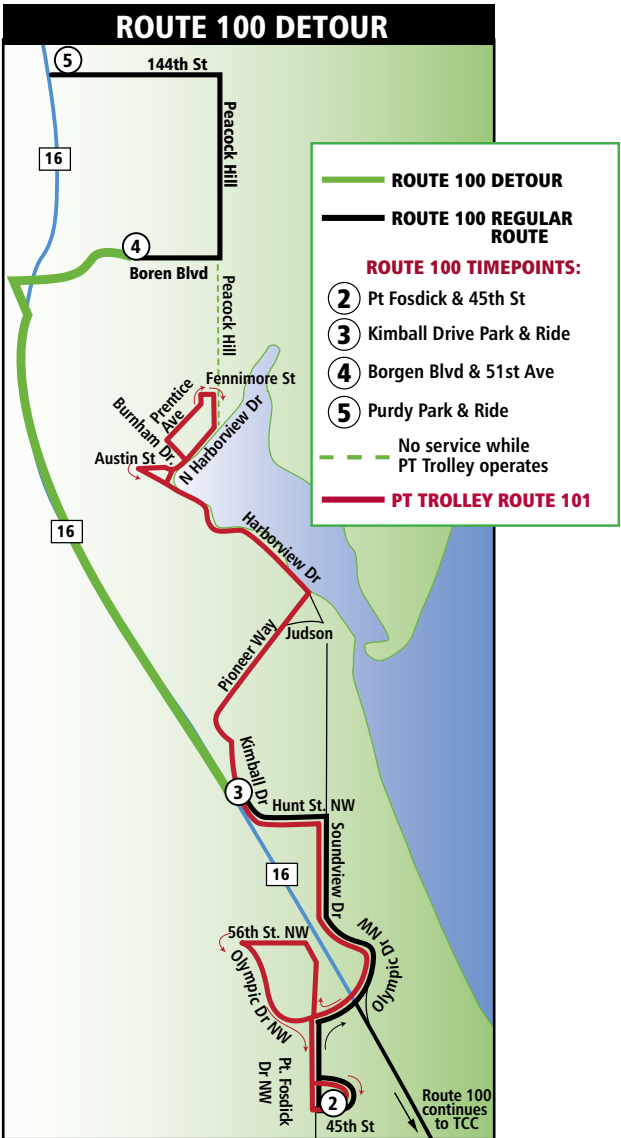 ROUTE 100 DETOUR
5
144th St
Peacock Hill
16
4
Boren Blvd
Peacock Hill
ROUTE 100 DETOUR
ROUTE 100 REGULAR
ROUTE
ROUTE 100 TIMEPOINTS:
2 Pt Fosdick & 45th St
3 Kimball Drive Park & Ride
4 Borgen Blvd & 51st Ave
5 Purdy Park & Ride
No service while
PT Trolley operates
PT TROLLEY ROUTE 101
Fennimore St
Prentice
Ave
Burnham Dr.
Austin St
N Harborview Dr
16
Harborview Dr
Judson
Pioneer Way
Kimball Dr
3
Hunt St. NW
Soundview Dr
16
56th St. NW
Olympic Dr NW
Olympic Dr NW
Pt. Fosdick
Dr NW
2
45th St
Route 100
continues
to TCC